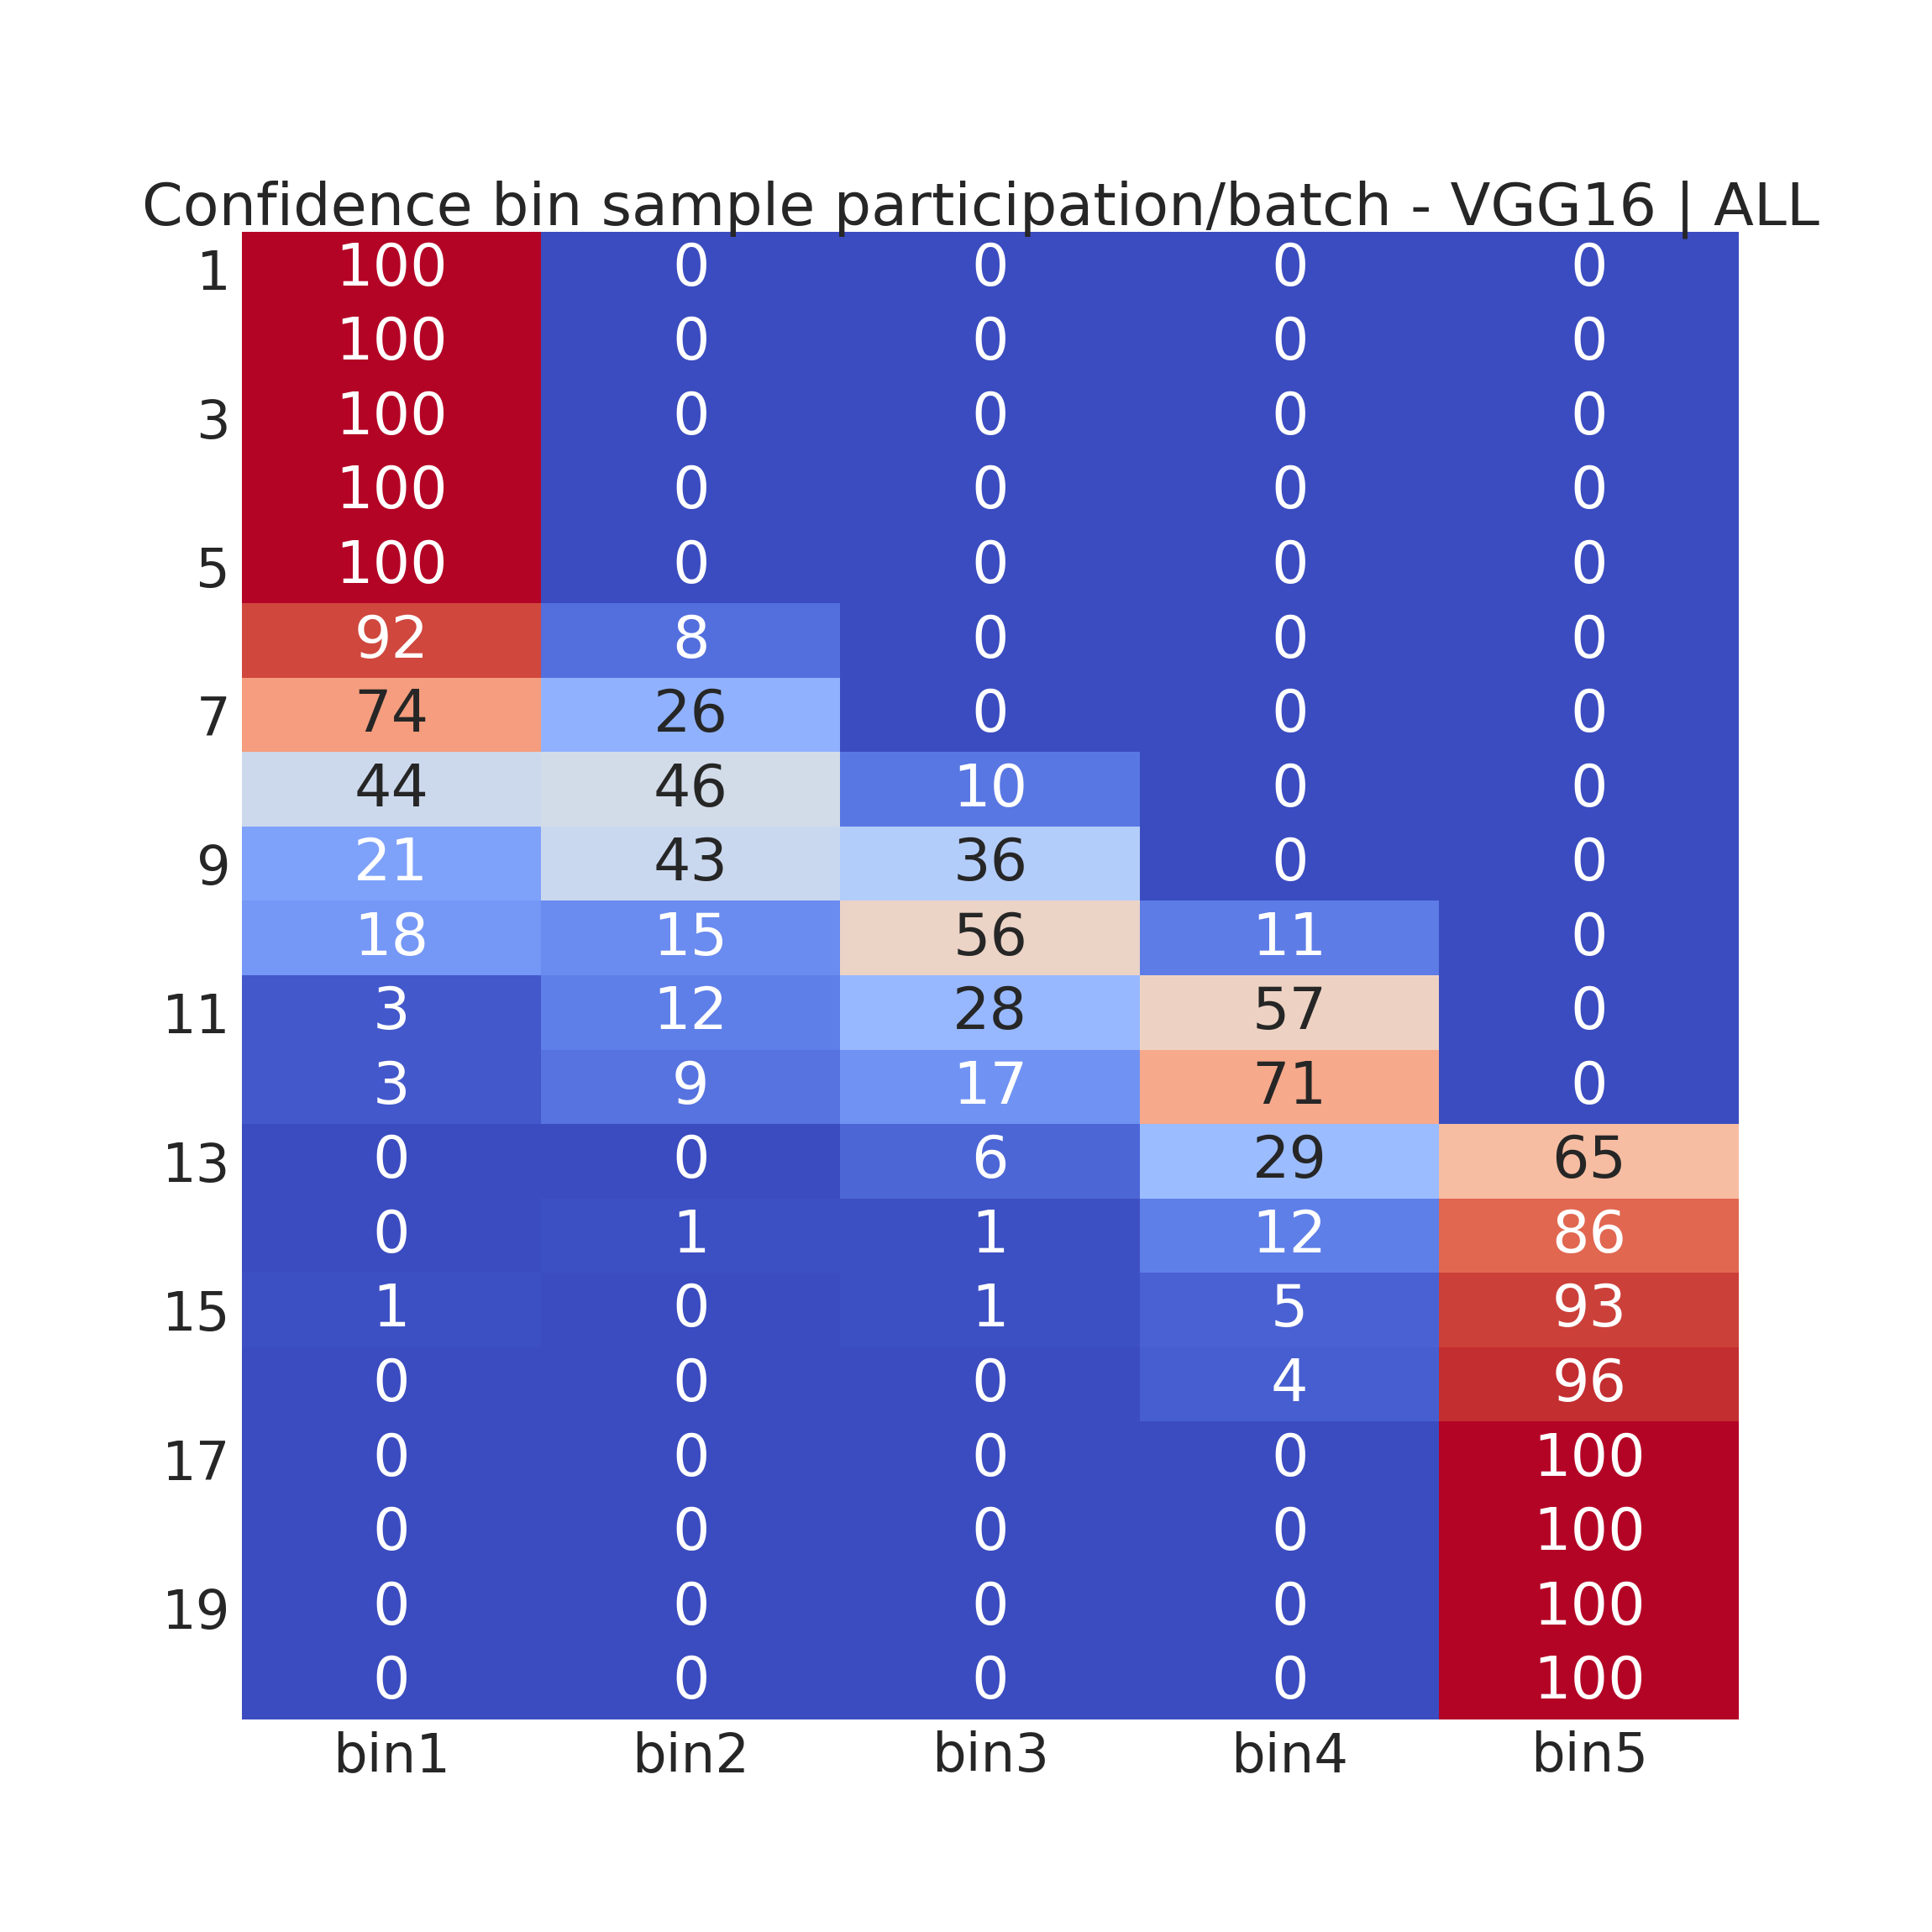 Confidence bin sample participation/batch - VGG16 | ALL
1 100 0 0 0 0
100 0 0 0 0
3 100 0 0 0 0
100 0 0 0 0
5 100 0 0 0 0
92 8 0 0 0
7 74 26 0 0 0
44 46 10 0 0
9 21 43 36 0 0
18 15 56 11 0
11 3 12 28 57 0
3 9 17 71 0
13 0 0 6 29 65
0 1 1 12 86
15 1 0 1 5 93
0 0 0 4 96
17 0 0 0 0 100
0 0 0 0 100
19 0 0 0 0 100
0 0 0 0 100
bin1 bin2 bin3 bin4 bin5